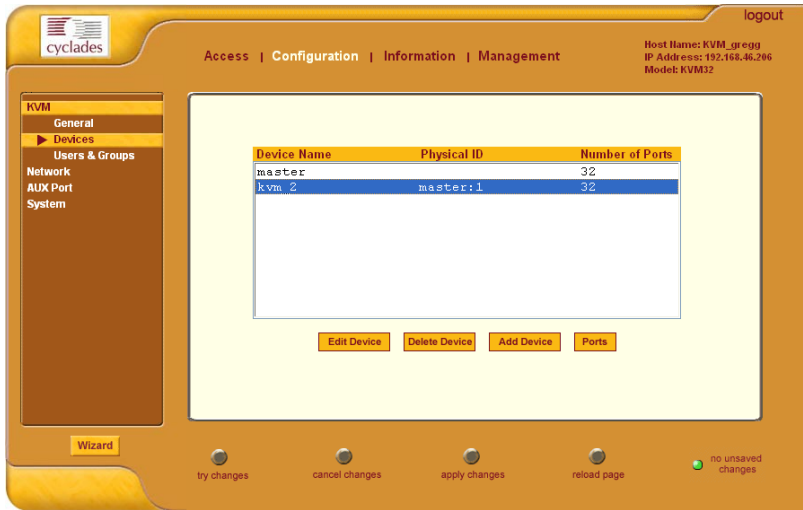 logout
cyclades
Access | Configuration | Information | Management
Host Name: KVM_gregg
IP Address: 192.168.46.206
Model: KVM32
KVM
General
Devices
Users & Groups
Network
AUX Port
System
Device Name Physical ID Number of Ports
master 32
kvm 2 master:1 32
Edit Device Delete Device Add Device Ports
Wizard
try changes cancel changes apply changes reload page
no unsaved
changes